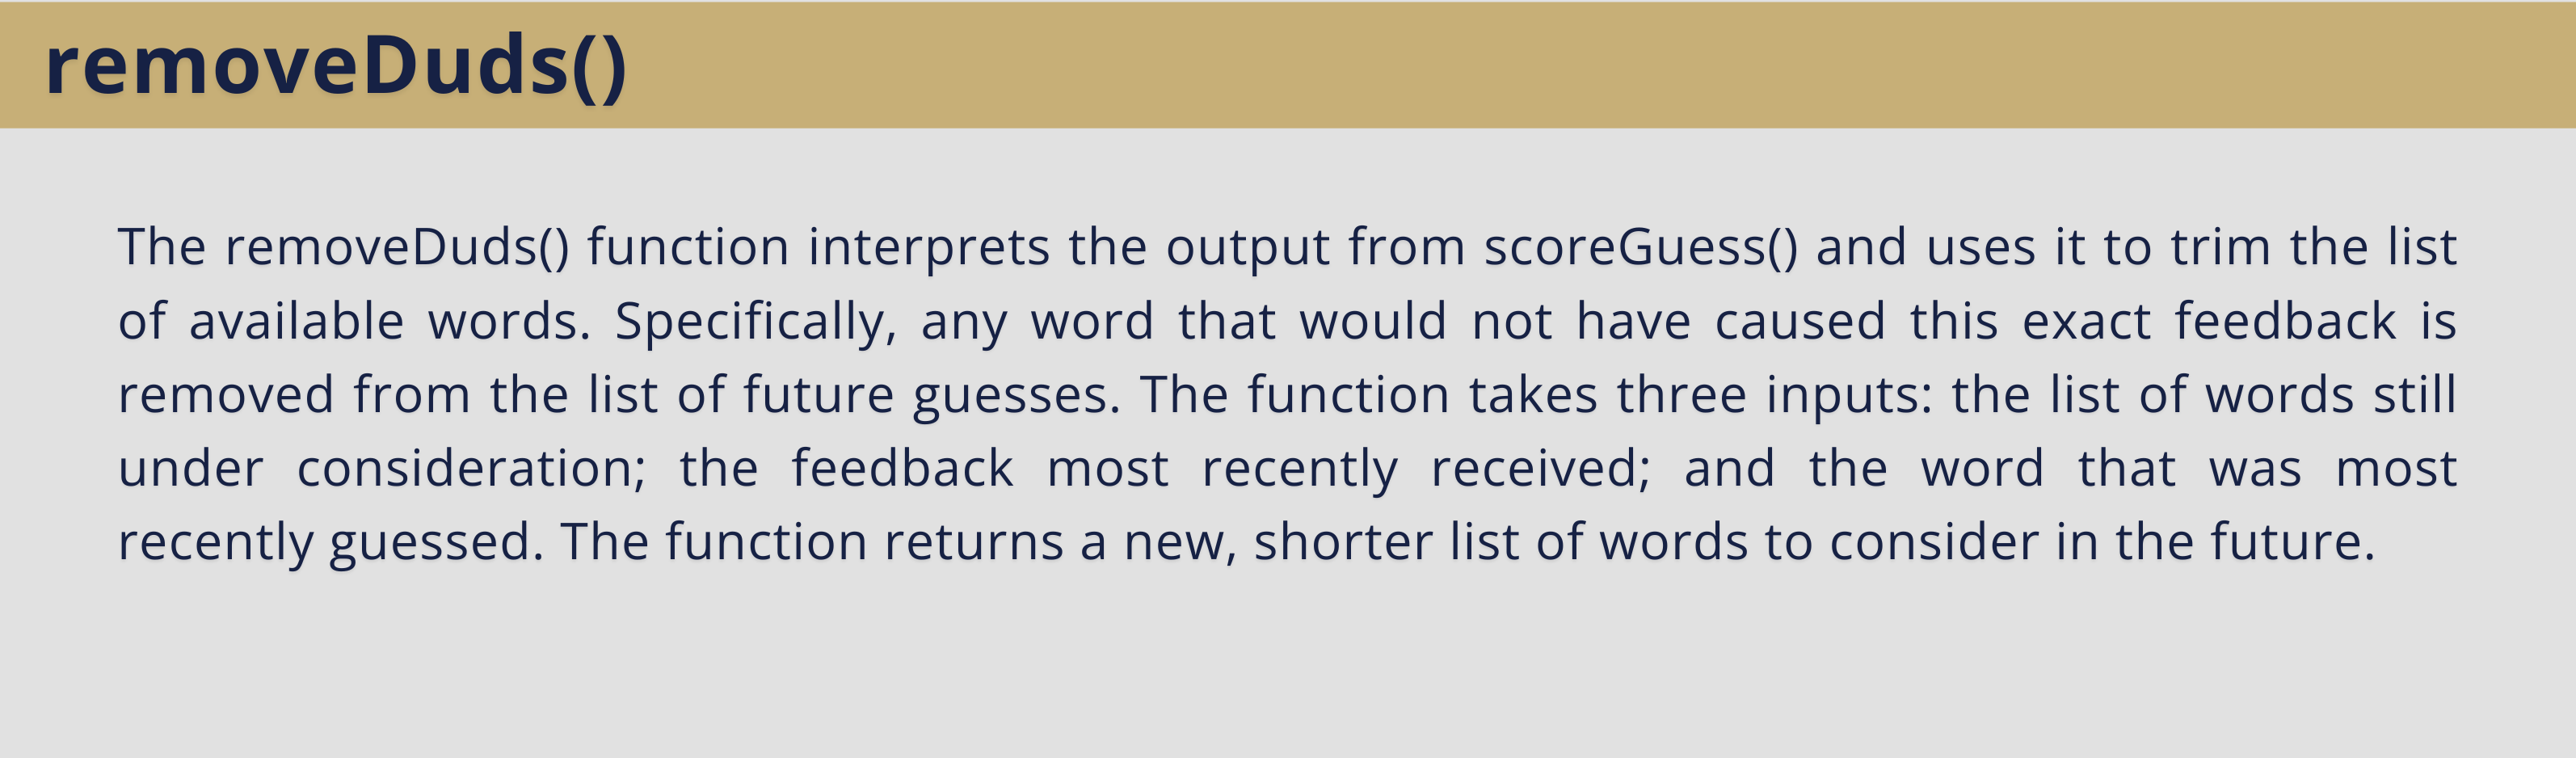 removeDuds()
The removeDuds() function interprets the output from scoreGuess() and uses it to trim the list
of available words. Specifically, any word that would not have caused this exact feedback is
removed from the list of future guesses. The function takes three inputs: the list of words still
under consideration; the feedback most recently received; and the word that was most
recently guessed. The function returns a new, shorter list of words to consider in the future.